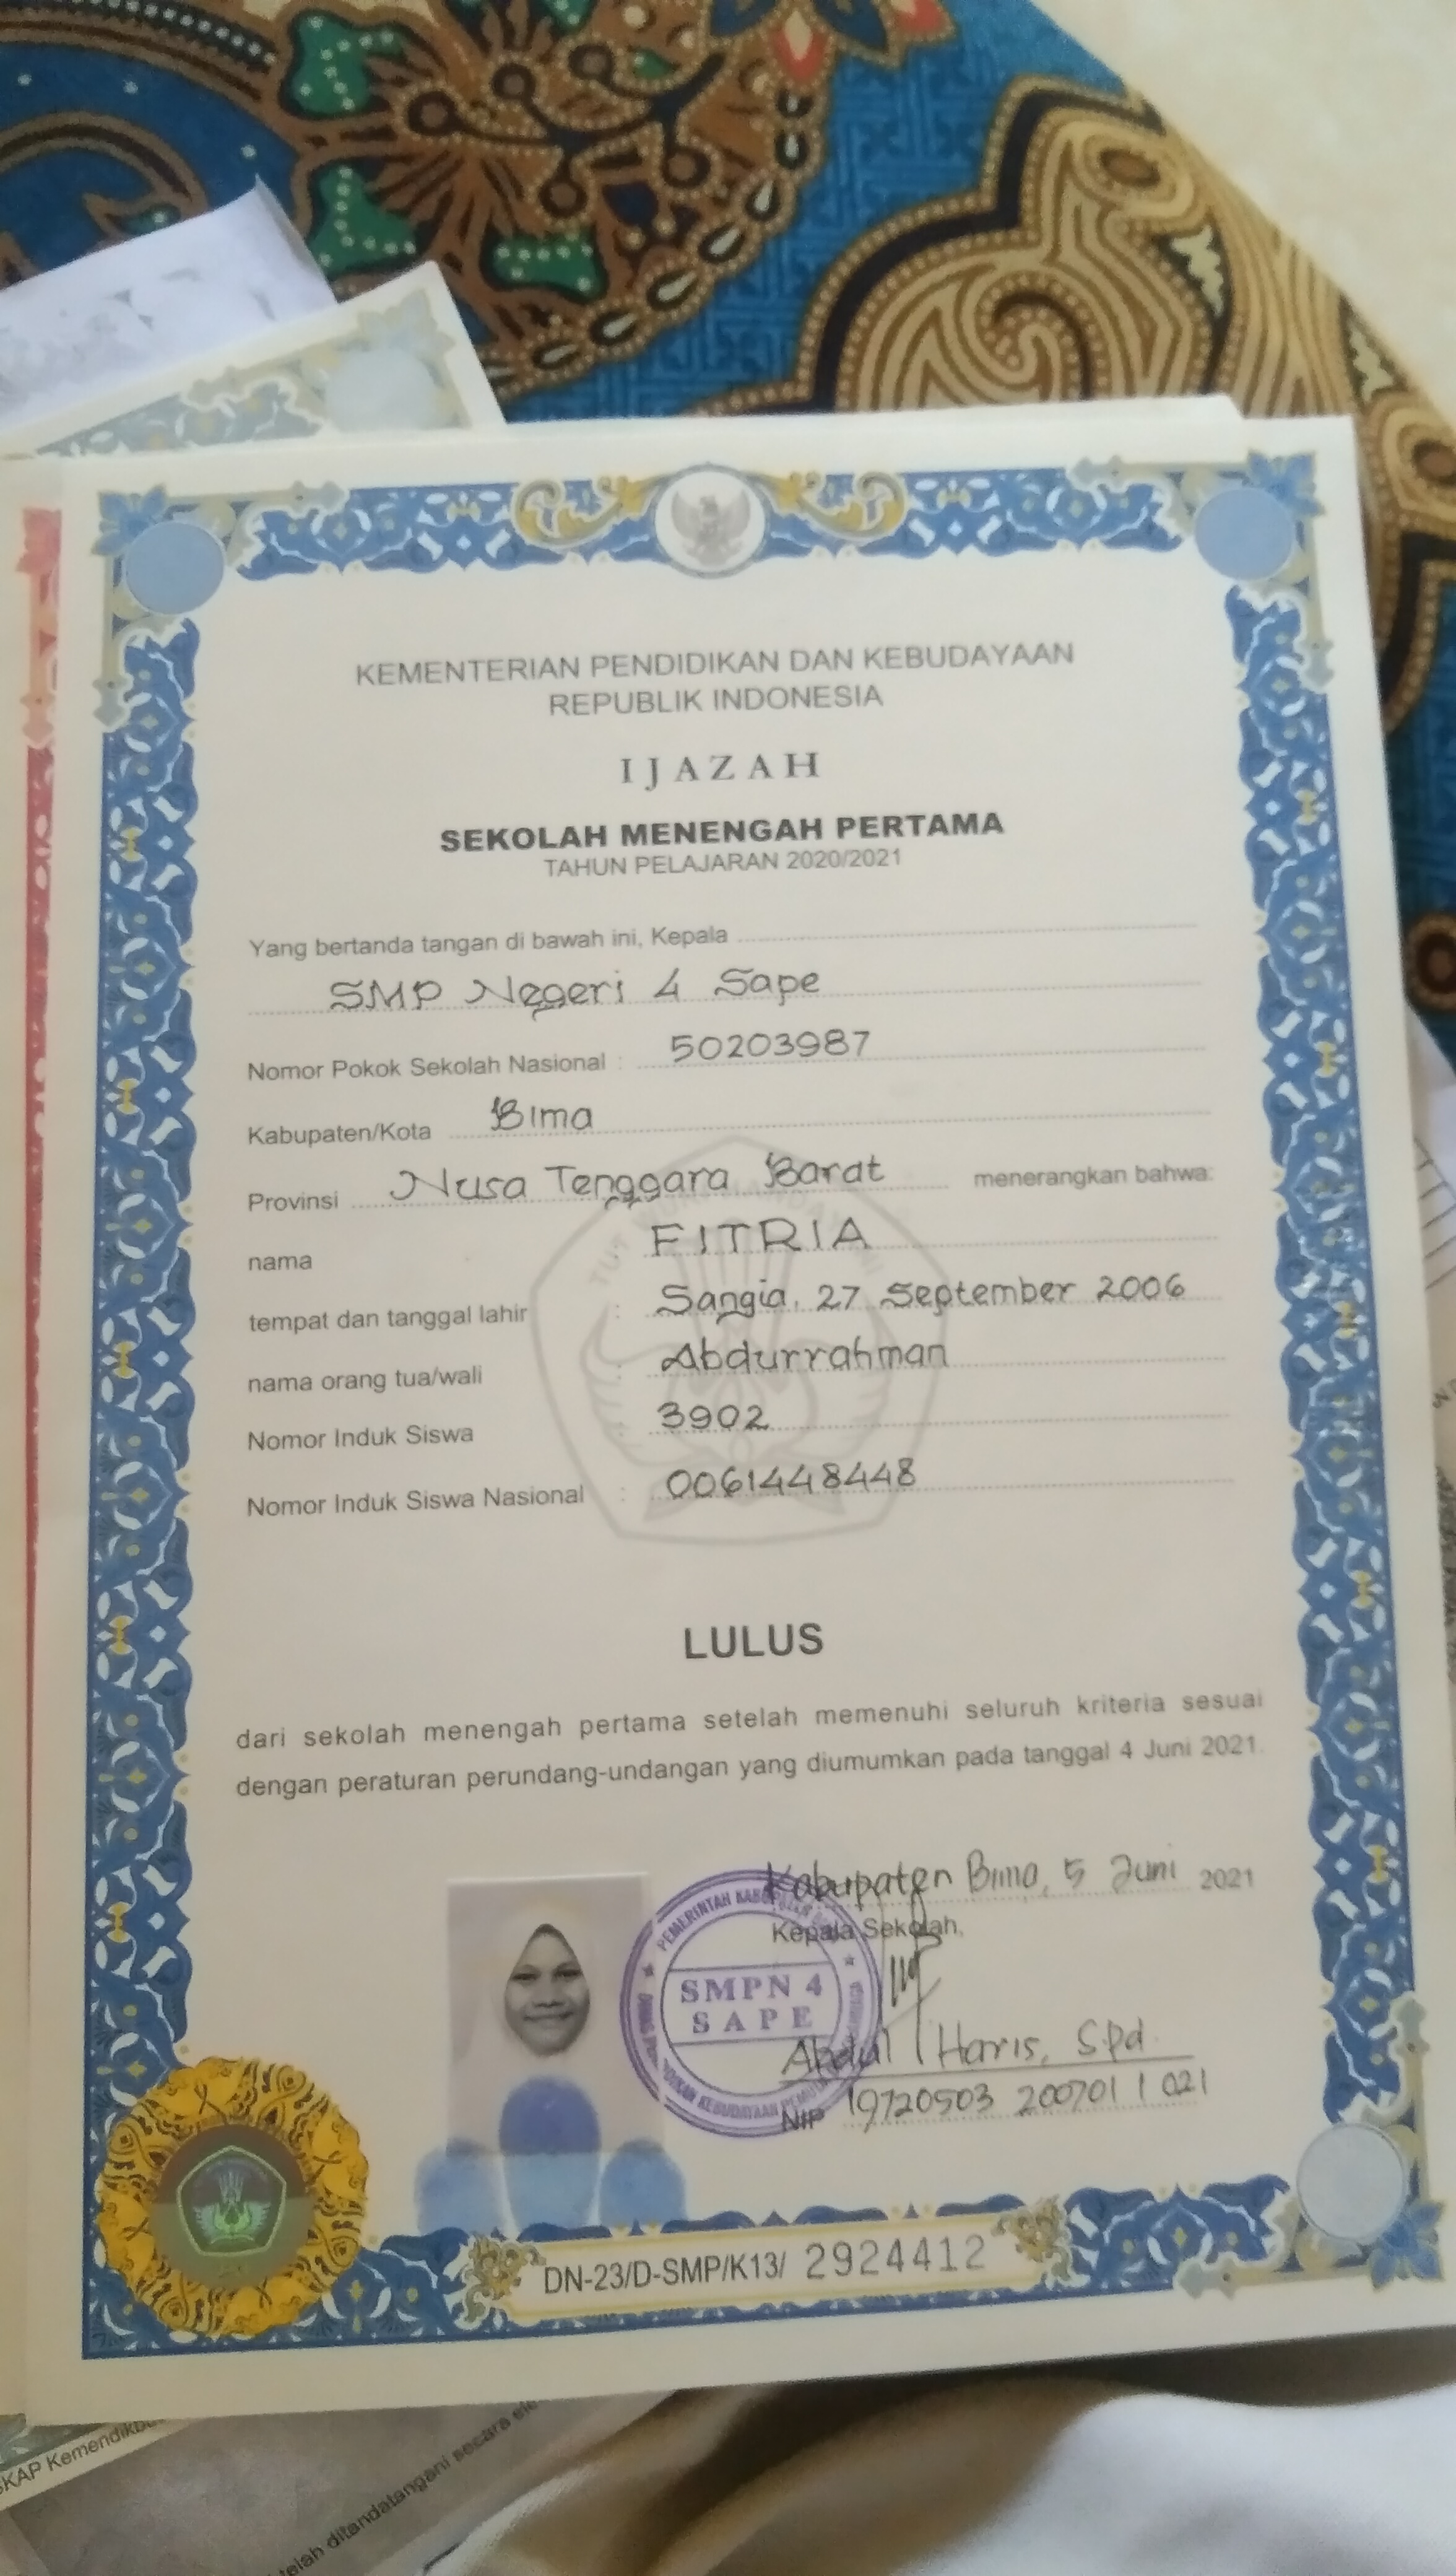 KEMENTERIAN PENDIDIKAN DAN KEBUDAYAAN
REPUBLIK INDONESIA
IJAZAH
SEKOLAH MENENGAH PERTAMA
TAHUN PELAJARAN 2020/2021
Yang bertanda tangan di bawah ini, Kepala
SMP Negeri 4 Sape
Nomor Pokok Sekolah Nasional : 50203987
Kabupaten/Kota Bima
Provinsi Nusa Tenggara Barat menerangkan bahwa:
nama : FITRIA
tempat dan tanggal lahir : Sangia, 27 September 2006
nama orang tua/wali : Abdurrahman
Nomor Induk Siswa : 3902
Nomor Induk Siswa Nasional : 0061448448
LULUS
dari sekolah menengah pertama setelah memenuhi seluruh kriteria sesuai
dengan peraturan perundang-undangan yang diumumkan pada tanggal 4 Juni 2021.
Kabupaten Bima, 5 Juni 2021
Kepala Sekolah,
PEMERINTAH KABUPATEN
SMPN 4
SAPE
Abdul Haris, S.Pd
NIP 19720503 200701 1 021
DN-23/D-SMP/K13/ 2924412
telah ditandatangani secara